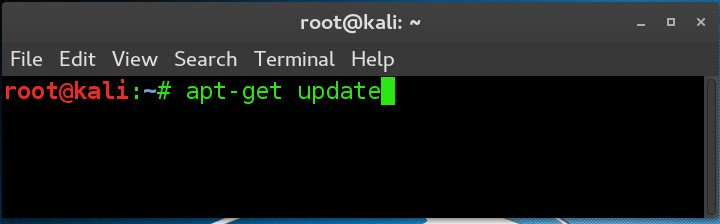 root@kali: ~
File Edit View Search Terminal Help
root@kali:~# apt-get update